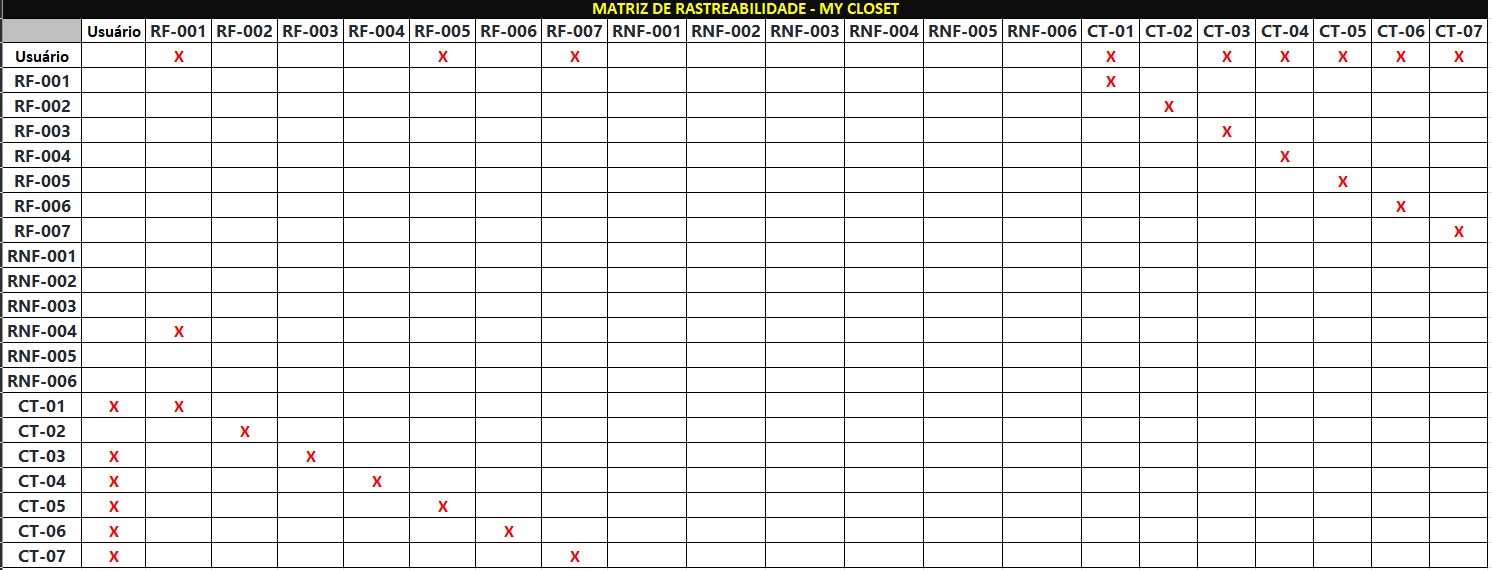 MATRIZ DE RASTREABILIDADE - MY CLOSET
Usuário RF-001 RF-002 RF-003 RF-004 RF-005 RF-006 RF-007 RNF-001 RNF-002 RNF-003 RNF-004 RNF-005 RNF-006 CT-01 CT-02 CT-03 CT-04 CT-05 CT-06 CT-07
Usuário X X X X X X X X X
RF-001 X
RF-002 X
RF-003 X
RF-004 X
RF-005 X
RF-006 X
RF-007 X
RNF-001
RNF-002
RNF-003
RNF-004 X
RNF-005
RNF-006
CT-01 X X
CT-02 X
CT-03 X X
CT-04 X X
CT-05 X X
CT-06 X X
CT-07 X X